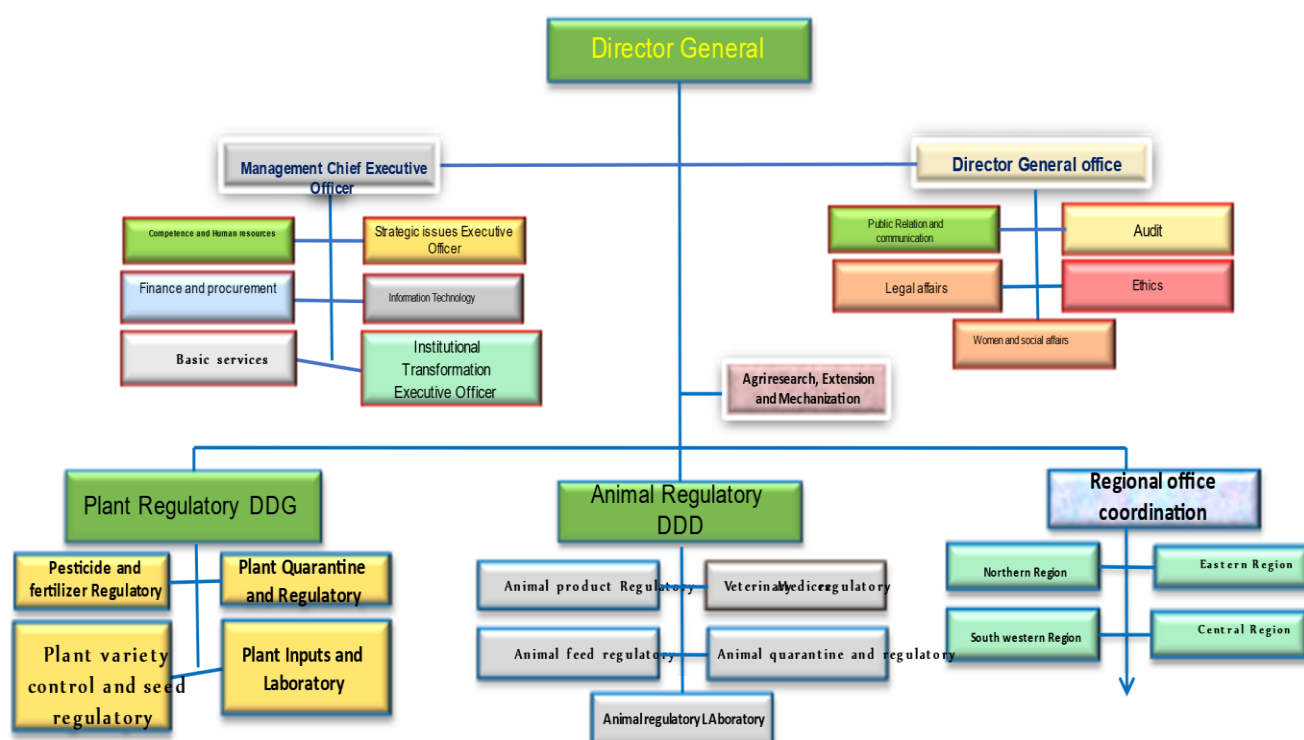 Director General
Management Chief Executive
Officer
Director General office
Competence and Human resources
Strategic issues Executive
Officer
Public Relation and
communication
Audit
Finance and procurement
Information Technology
Legal affairs
Ethics
Basic services
Institutional
Transformation
Executive Officer
Women and social affairs
Agriresearch, Extension
and Mechanization
Plant Regulatory DDG
Animal Regulatory
DDD
Regional office
coordination
Pesticide and
fertilizer Regulatory
Plant Quarantine
and Regulatory
Animal product Regulatory
Veterinary Medices regulatory
Northern Region
Eastern Region
Plant variety
control and seed
regulatory
Plant Inputs and
Laboratory
Animal feed regulatory
Animal quarantine and regulatory
South western Region
Central Region
Animal regulatory LAboratory